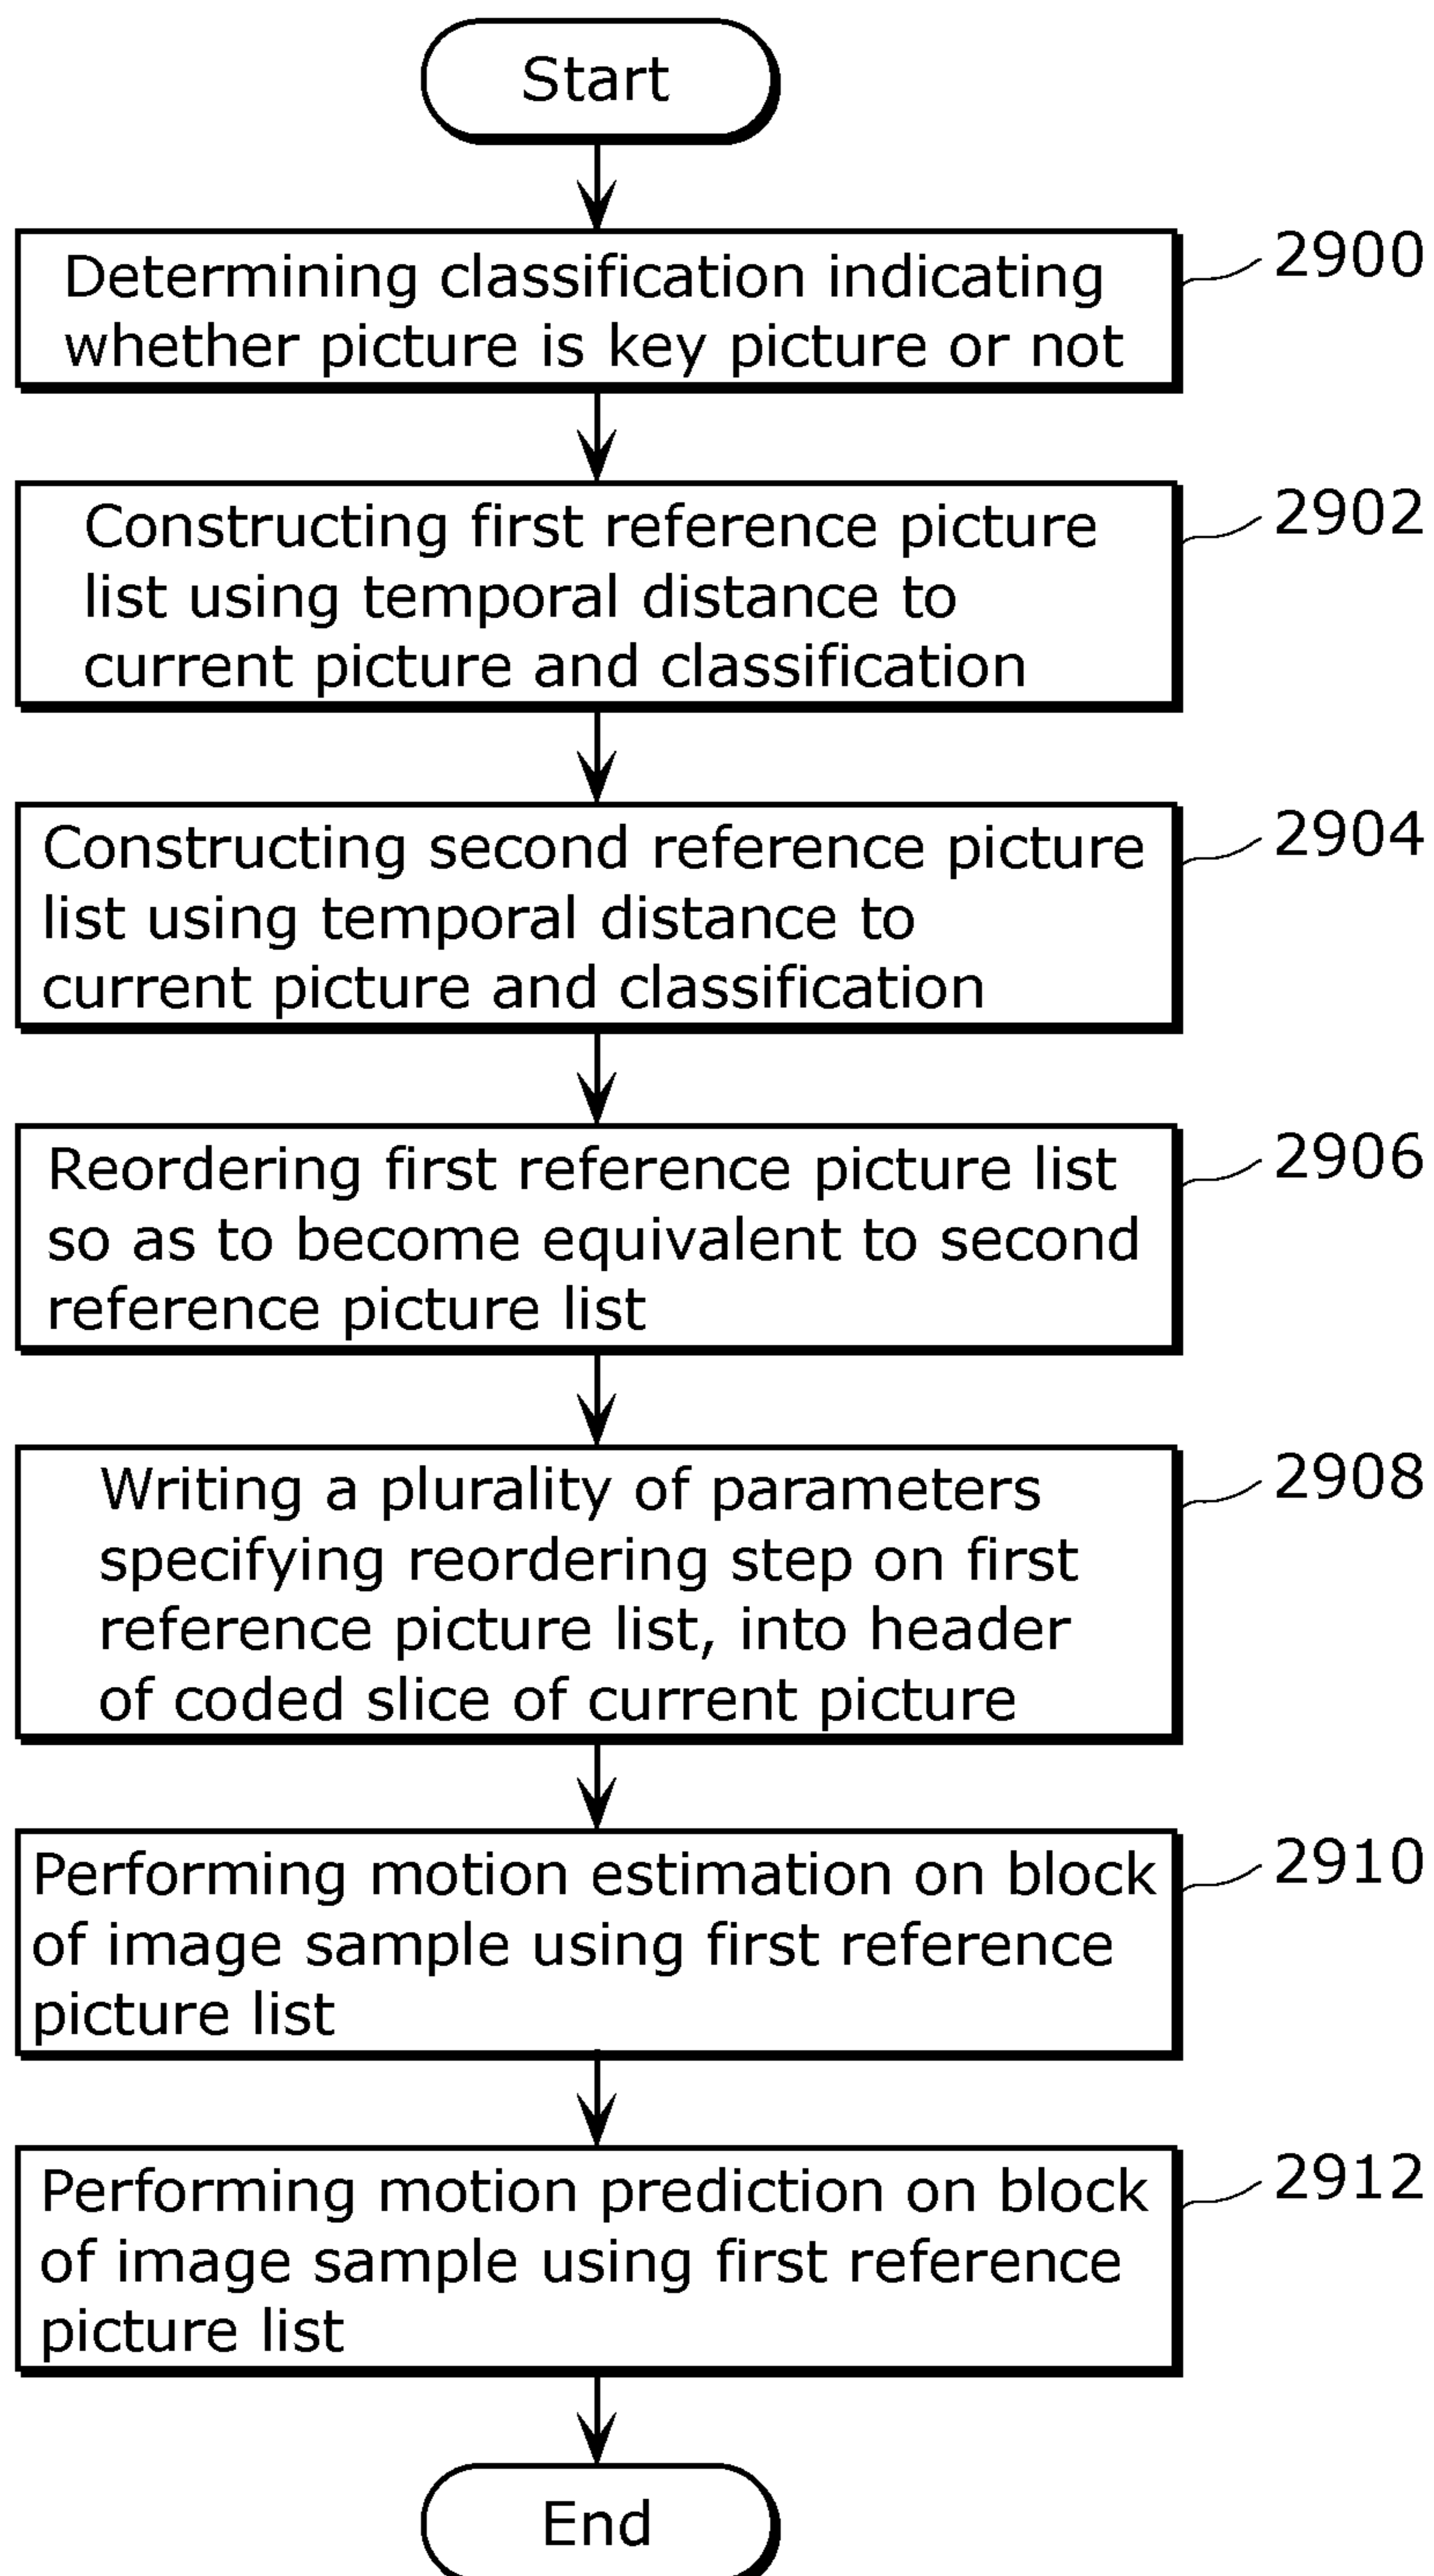 Start
Determining classification indicating
whether picture is key picture or not
2900
Constructing first reference picture
list using temporal distance to
current picture and classification
2902
Constructing second reference picture
list using temporal distance to
current picture and classification
2904
Reordering first reference picture list
so as to become equivalent to second
reference picture list
2906
Writing a plurality of parameters
specifying reordering step on first
reference picture list, into header
of coded slice of current picture
2908
Performing motion estimation on block
of image sample using first reference
picture list
2910
Performing motion prediction on block
of image sample using first reference
picture list
2912
End